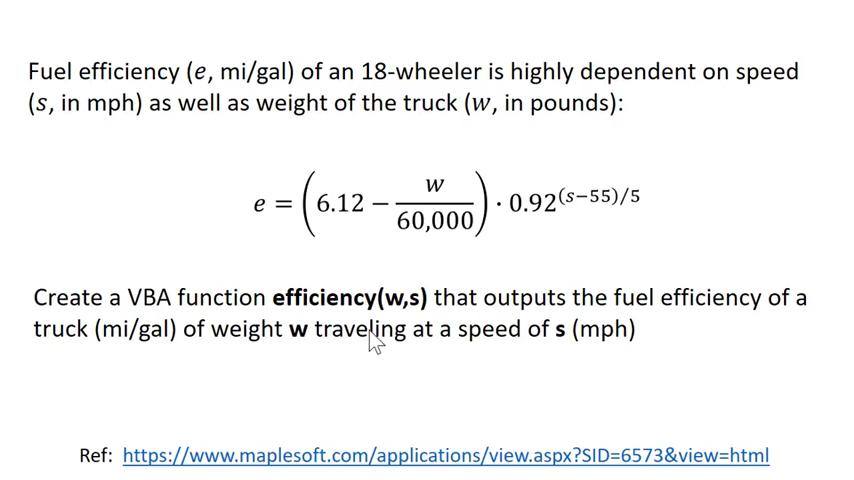 Fuel efficiency (e, mi/gal) of an 18-wheeler is highly dependent on speed
(s, in mph) as well as weight of the truck (w, in pounds):
e = (6.12 − w/60,000) · 0.92^((s−55)/5)
Create a VBA function efficiency(w,s) that outputs the fuel efficiency of a
truck (mi/gal) of weight w traveling at a speed of s (mph)
Ref: https://www.maplesoft.com/applications/view.aspx?SID=6573&view=html